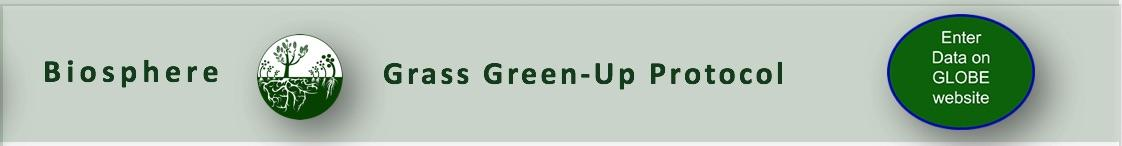 Biosphere
Grass Green-Up Protocol
Enter
Data on
GLOBE
website